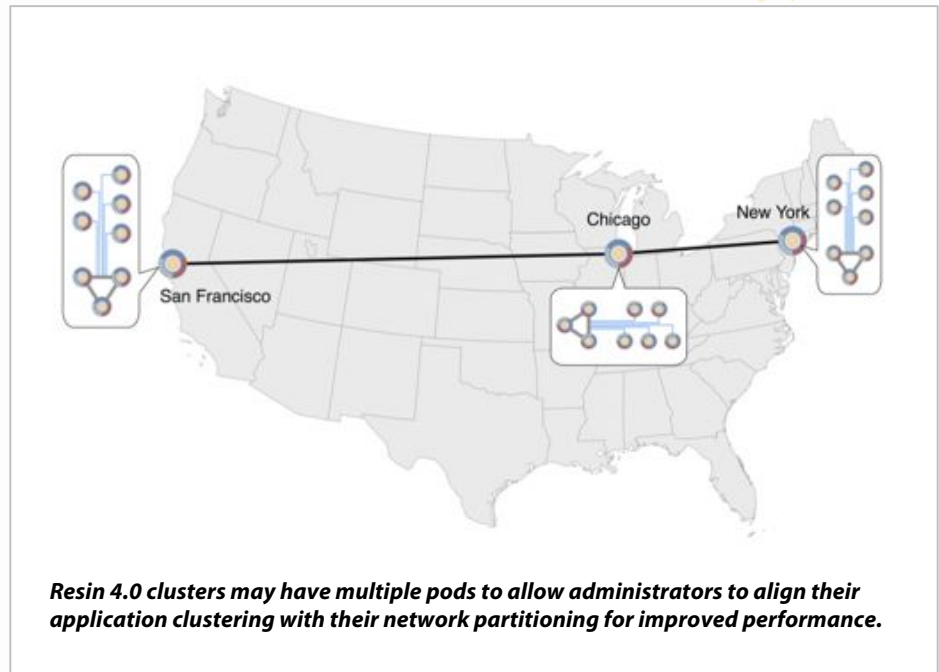 Chicago
New York
San Francisco
Resin 4.0 clusters may have multiple pods to allow administrators to align their
application clustering with their network partitioning for improved performance.